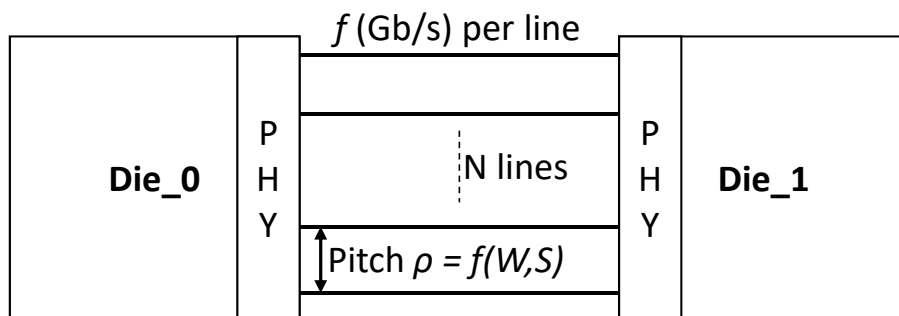 f (Gb/s) per line
P
H
Y
Die_0
N lines
Pitch ρ = f(W,S)
P
H
Y
Die_1